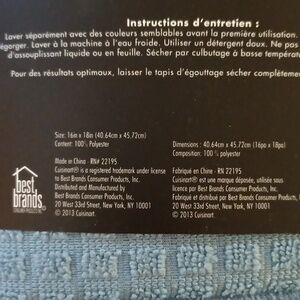 Instructions d'entretien :
Laver séparément avec des couleurs semblables avant la première utilisation.
égorger. Laver à la machine à l'eau froide. Utiliser un détergent doux. Ne pas
d'assouplissant liquide ou en feuille. Sécher par culbutage à basse températ
Pour des résultats optimaux, laisser le tapis d'égouttage sécher complèteme
Size: 16in x 18in (40.64cm x 45.72cm)
Content: 100% Polyester
Made in China · RN# 22195
Cuisinart® is a registered trademark under license
to Best Brands Consumer Products, Inc.
Distributed and Manufactured by
Best Brands Consumer Products, Inc.
20 West 33rd Street, New York, NY 10001
© 2013 Cuisinart.
Dimensions : 40.64cm x 45.72cm (16po x 18po)
Composition: 100 % polyester
Fabriqué en Chine · RN 22195
Cuisinart® est une marque déposée, utilisée sous
licence par Best Brands Consumer Products, Inc.
Distribué et fabriqué par
Best Brands Consumer Products, Inc.
20 West 33rd Street, New York, NY 10001
© 2013 Cuisinart.
best
brands
CONSUMER PRODUCTS INC